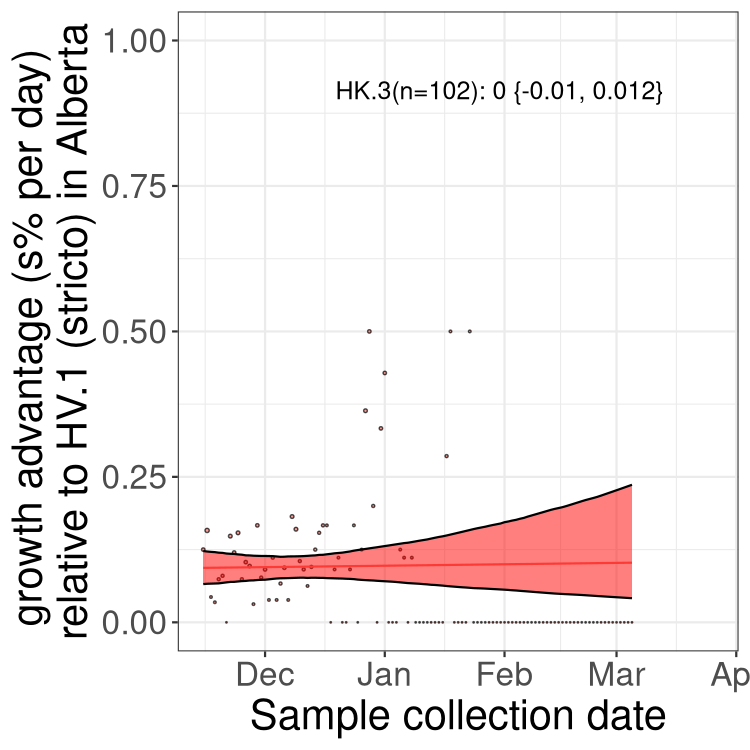 growth advantage (s% per day)
relative to HV.1 (stricto) in Alberta
1.00
0.75
0.50
0.25
0.00
HK.3(n=102): 0 {-0.01, 0.012}
Dec Jan Feb Mar Ap
Sample collection date